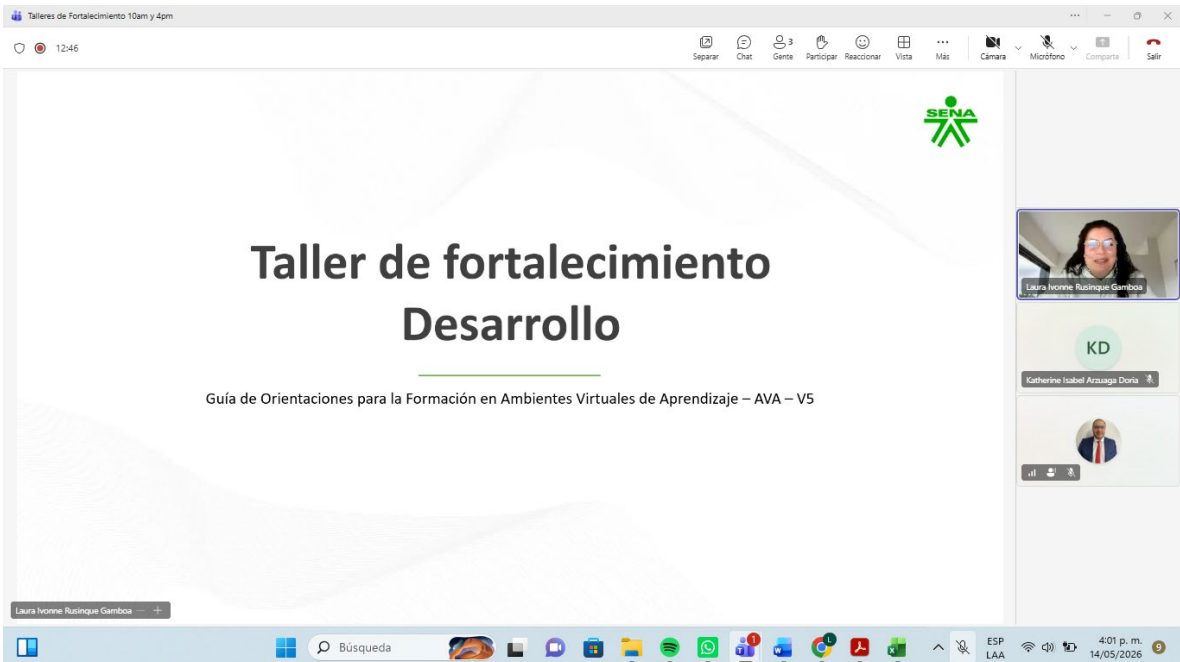 Talleres de Fortalecimiento 10am y 4pm
12:46
3
Separar Chat Gente Participar Reaccionar Vista Más Cámara Micrófono Comparte Salir
SENA
Taller de fortalecimiento
Desarrollo
Guía de Orientaciones para la Formación en Ambientes Virtuales de Aprendizaje – AVA – V5
Laura Ivonne Rusinque Gamboa
KD
Katherine Isabel Arzuaga Doria
Laura Ivonne Rusinque Gamboa
Búsqueda
1
ESP
LAA
4:01 p. m.
14/05/2026
9